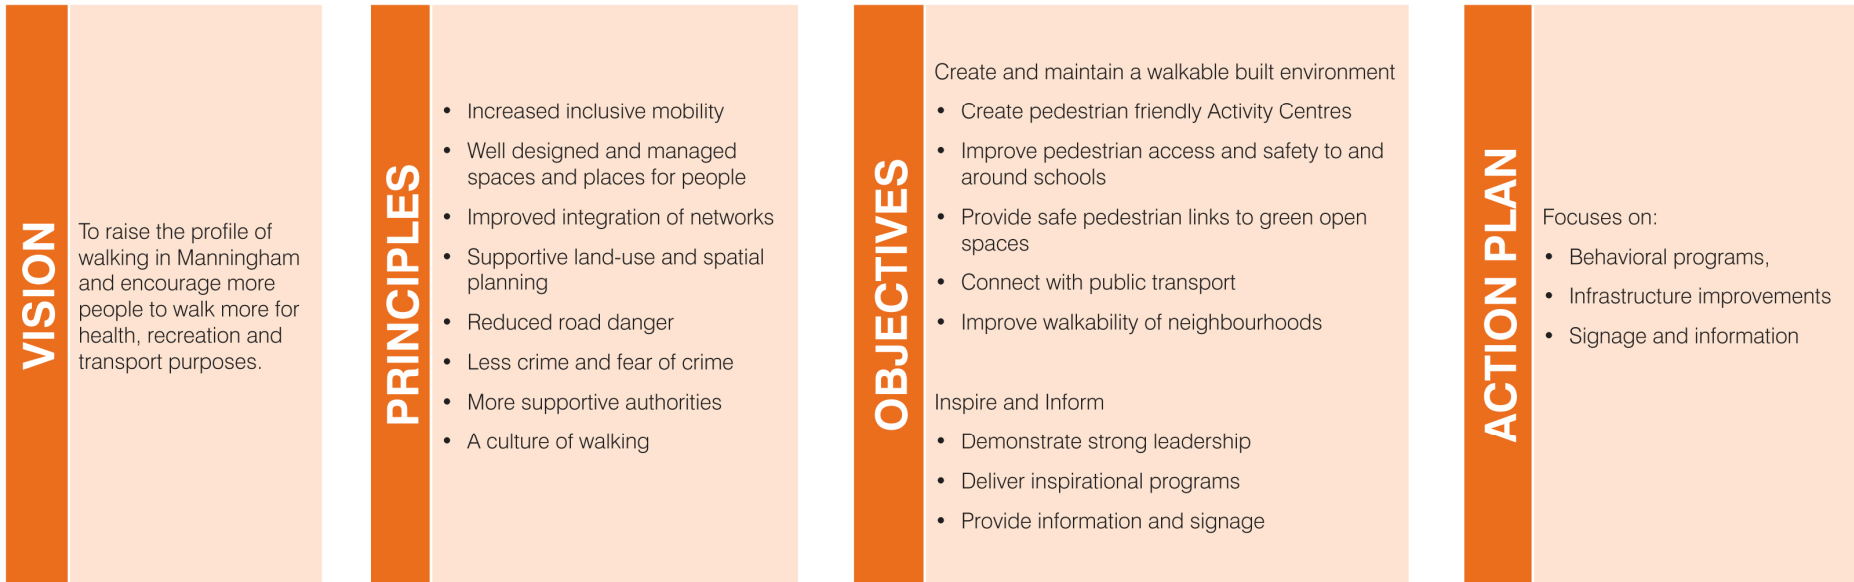 VISION
To raise the profile of
walking in Manningham
and encourage more
people to walk more for
health, recreation and
transport purposes.
PRINCIPLES
• Increased inclusive mobility
• Well designed and managed
spaces and places for people
• Improved integration of networks
• Supportive land-use and spatial
planning
• Reduced road danger
• Less crime and fear of crime
• More supportive authorities
• A culture of walking
OBJECTIVES
Create and maintain a walkable built environment
• Create pedestrian friendly Activity Centres
• Improve pedestrian access and safety to and
around schools
• Provide safe pedestrian links to green open
spaces
• Connect with public transport
• Improve walkability of neighbourhoods
Inspire and Inform
• Demonstrate strong leadership
• Deliver inspirational programs
• Provide information and signage
ACTION PLAN
Focuses on:
• Behavioral programs,
• Infrastructure improvements
• Signage and information